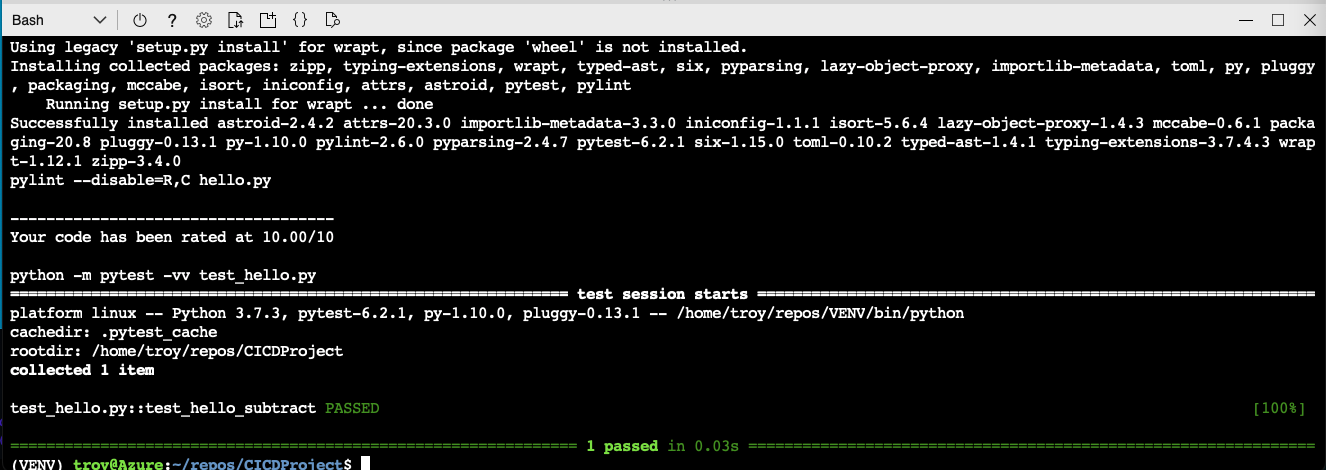 Bash
Using legacy 'setup.py install' for wrapt, since package 'wheel' is not installed.
Installing collected packages: zipp, typing-extensions, wrapt, typed-ast, six, pyparsing, lazy-object-proxy, importlib-metadata, toml, py, pluggy
, packaging, mccabe, isort, iniconfig, attrs, astroid, pytest, pylint
    Running setup.py install for wrapt ... done
Successfully installed astroid-2.4.2 attrs-20.3.0 importlib-metadata-3.3.0 iniconfig-1.1.1 isort-5.6.4 lazy-object-proxy-1.4.3 mccabe-0.6.1 packa
ging-20.8 pluggy-0.13.1 py-1.10.0 pylint-2.6.0 pyparsing-2.4.7 pytest-6.2.1 six-1.15.0 toml-0.10.2 typed-ast-1.4.1 typing-extensions-3.7.4.3 wrap
t-1.12.1 zipp-3.4.0
pylint --disable=R,C hello.py
------------------------------------
Your code has been rated at 10.00/10
python -m pytest -vv test_hello.py
============================================================== test session starts ==============================================================
platform linux -- Python 3.7.3, pytest-6.2.1, py-1.10.0, pluggy-0.13.1 -- /home/troy/repos/VENV/bin/python
cachedir: .pytest_cache
rootdir: /home/troy/repos/CICDProject
collected 1 item
test_hello.py::test_hello_subtract PASSED [100%]
=============================================================== 1 passed in 0.03s ===============================================================
(VENV) troy@Azure:~/repos/CICDProject$